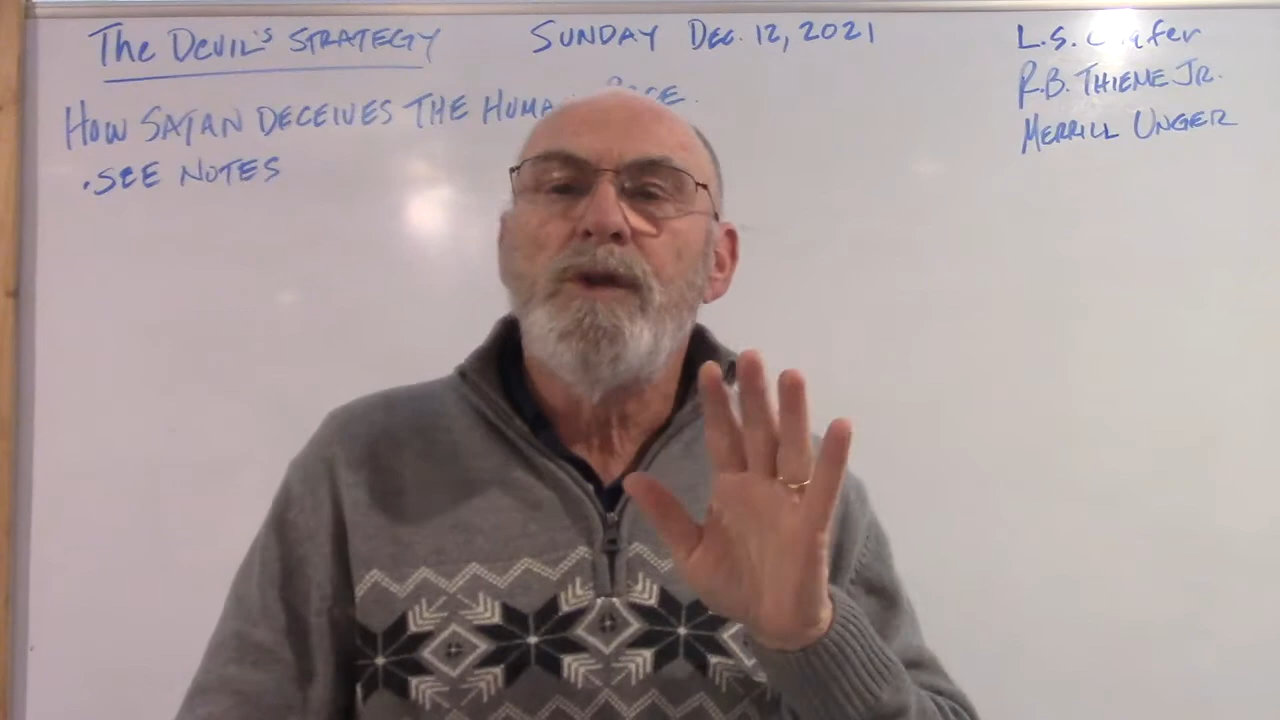 The Devil's STRATEGY
SUNDAY Dec. 12, 2021
HOW SATAN DECEIVES THE
• SEE NOTES
L.S.
R.B. THIEME JR.
MERRILL UNGER